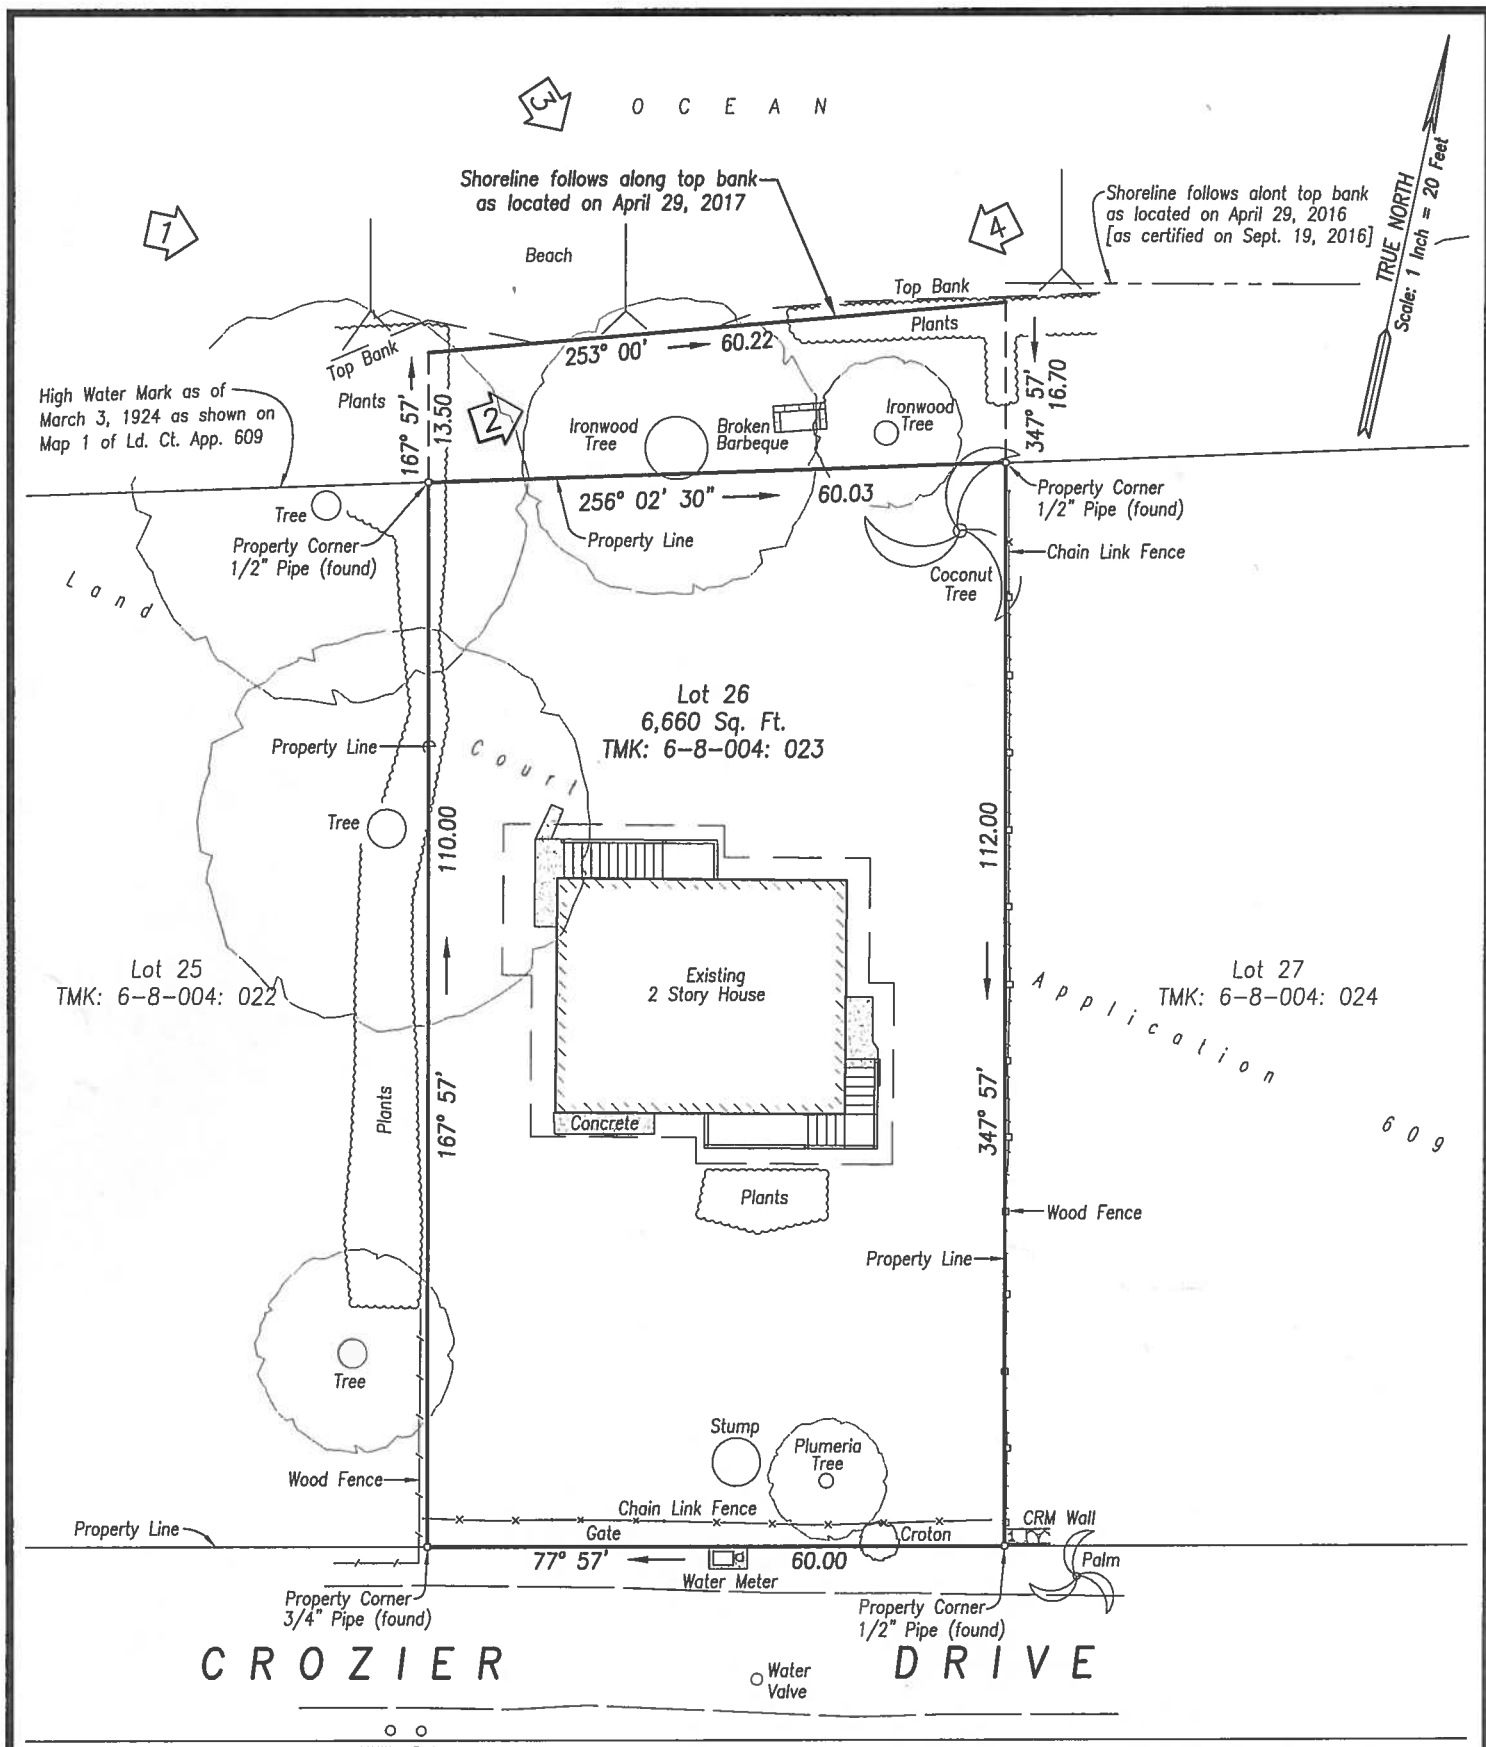 3
O C E A N
Shoreline follows along top bank
as located on April 29, 2017
1
4
Shoreline follows alont top bank
as located on April 29, 2016
[as certified on Sept. 19, 2016]
TRUE NORTH
Scale: 1 Inch = 20 Feet
Beach
Top Bank
Plants
253° 00' 60.22
Top Bank
Plants
167° 57'
13.50
347° 57'
16.70
High Water Mark as of
March 3, 1924 as shown on
Map 1 of Ld. Ct. App. 609
2
Ironwood
Tree
Broken
Barbeque
Ironwood
Tree
256° 02' 30" 60.03
Tree
Property Corner
1/2" Pipe (found)
Property Line
Property Corner
1/2" Pipe (found)
Chain Link Fence
Coconut
Tree
Land
Lot 26
6,660 Sq. Ft.
TMK: 6-8-004: 023
Property Line
Court
Tree
110.00
112.00
Lot 25
TMK: 6-8-004: 022
Existing
2 Story House
Application
Lot 27
TMK: 6-8-004: 024
Plants
167° 57'
Concrete
347° 57'
609
Plants
Wood Fence
Property Line
Tree
Stump
Plumeria
Tree
Wood Fence
Chain Link Fence
CRM Wall
Property Line
Gate
Croton
77° 57' 60.00
Palm
Water Meter
Property Corner
3/4" Pipe (found)
Property Corner
1/2" Pipe (found)
CROZIER DRIVE
Water
Valve